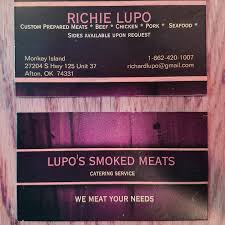 RICHIE LUPO
CUSTOM PREPARED MEATS * BEEF * CHICKEN * PORK * SEAFOOD *
SIDES AVAILABLE UPON REQUEST
Monkey Island
27204 S Hwy 125 Unit 37
Afton, OK 74331
1-862-420-1007
richardlupo@gmail.com
LUPO'S SMOKED MEATS
CATERING SERVICE
WE MEAT YOUR NEEDS